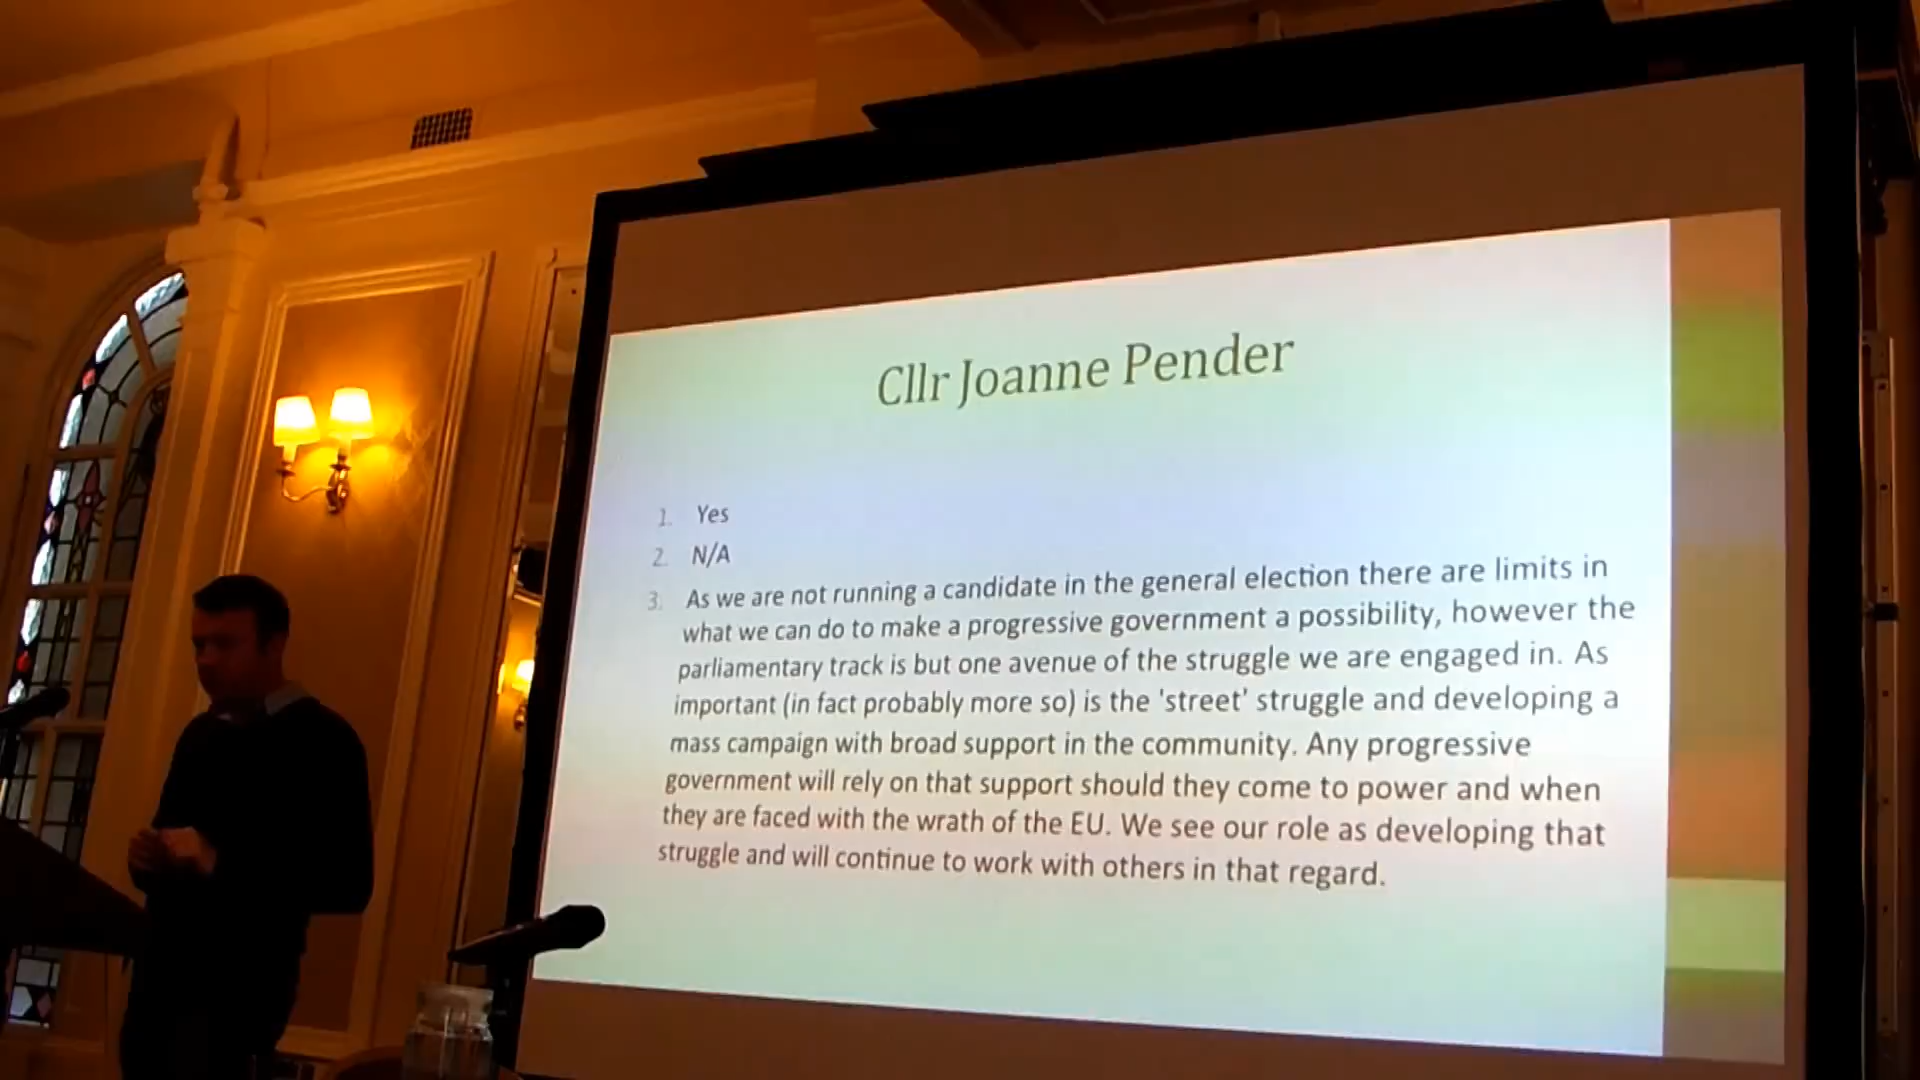 Cllr Joanne Pender
1. Yes
2. N/A
3. As we are not running a candidate in the general election there are limits in
what we can do to make a progressive government a possibility, however the
parliamentary track is but one avenue of the struggle we are engaged in. As
important (in fact probably more so) is the 'street' struggle and developing a
mass campaign with broad support in the community. Any progressive
government will rely on that support should they come to power and when
they are faced with the wrath of the EU. We see our role as developing that
struggle and will continue to work with others in that regard.